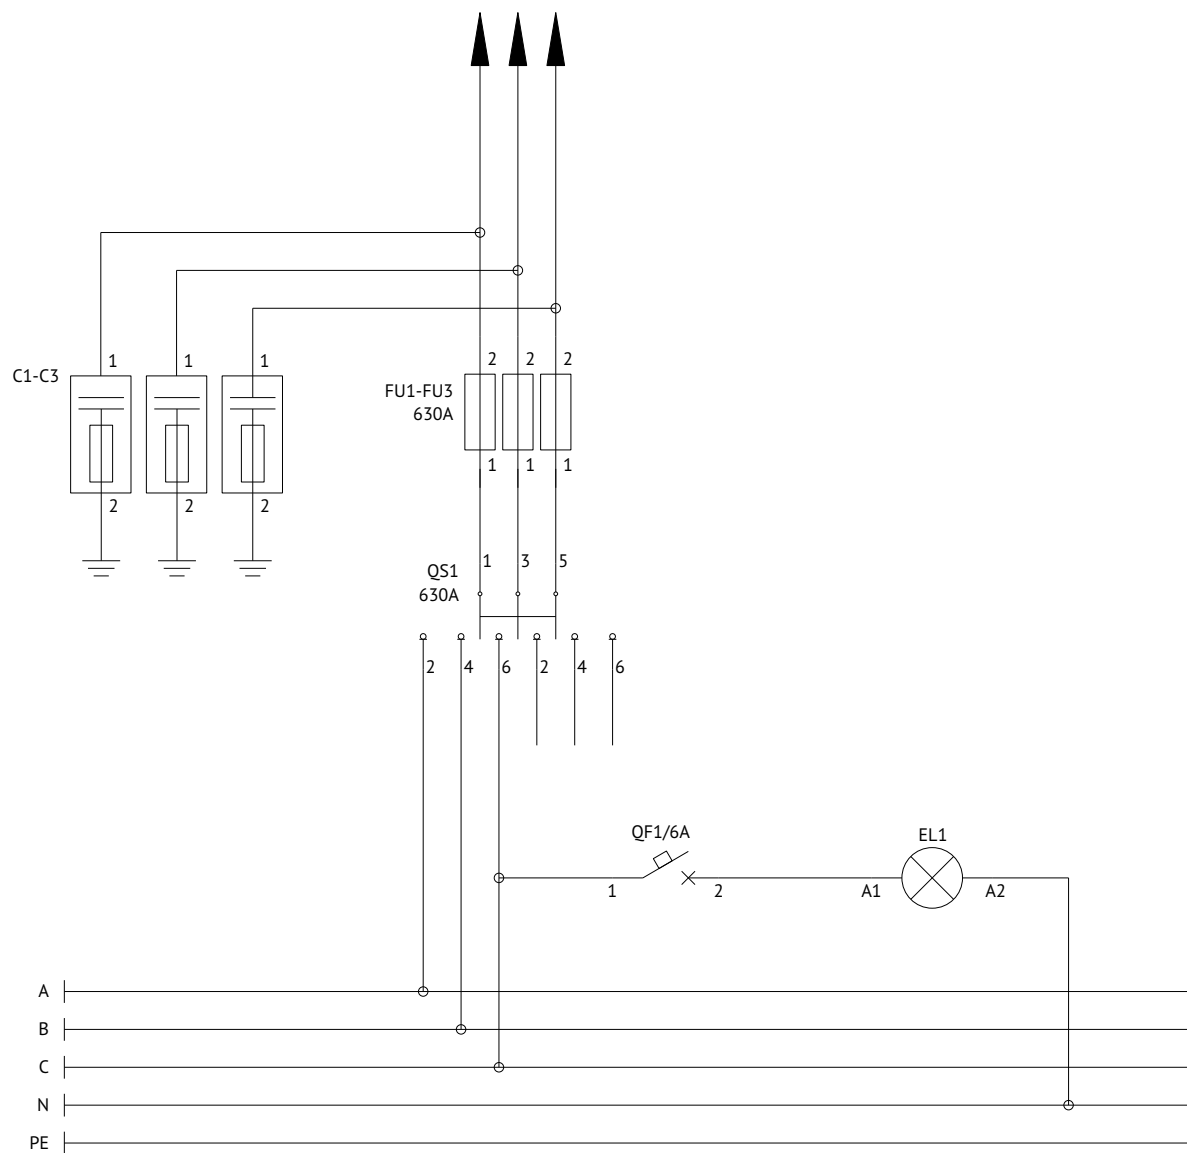 1 1 1
C1-C3
2 2 2
FU1-FU3
630A
2 2 2
1 1 1
1 3 5
QS1
630A
2 4 6 2 4 6
QF1/6A
EL1
1 2 A1 A2
A
B
C
N
PE